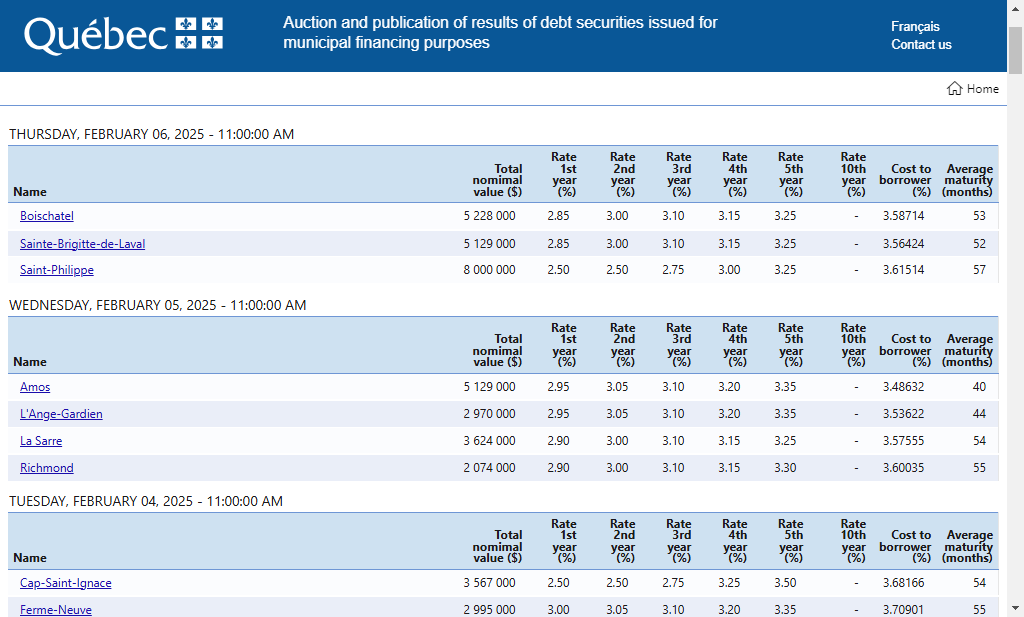 Québec
Auction and publication of results of debt securities issued for
municipal financing purposes
Français
Contact us
Home
THURSDAY, FEBRUARY 06, 2025 - 11:00:00 AM
Name Total nomimal value ($) Rate 1st year (%) Rate 2nd year (%) Rate 3rd year (%) Rate 4th year (%) Rate 5th year (%) Rate 10th year (%) Cost to borrower (%) Average maturity (months)
Boischatel 5 228 000 2.85 3.00 3.10 3.15 3.25 - 3.58714 53
Sainte-Brigitte-de-Laval 5 129 000 2.85 3.00 3.10 3.15 3.25 - 3.56424 52
Saint-Philippe 8 000 000 2.50 2.50 2.75 3.00 3.25 - 3.61514 57
WEDNESDAY, FEBRUARY 05, 2025 - 11:00:00 AM
Name Total nomimal value ($) Rate 1st year (%) Rate 2nd year (%) Rate 3rd year (%) Rate 4th year (%) Rate 5th year (%) Rate 10th year (%) Cost to borrower (%) Average maturity (months)
Amos 5 129 000 2.95 3.05 3.10 3.20 3.35 - 3.48632 40
L'Ange-Gardien 2 970 000 2.95 3.05 3.10 3.20 3.35 - 3.53622 44
La Sarre 3 624 000 2.90 3.00 3.10 3.15 3.25 - 3.57555 54
Richmond 2 074 000 2.90 3.00 3.10 3.15 3.30 - 3.60035 55
TUESDAY, FEBRUARY 04, 2025 - 11:00:00 AM
Name Total nomimal value ($) Rate 1st year (%) Rate 2nd year (%) Rate 3rd year (%) Rate 4th year (%) Rate 5th year (%) Rate 10th year (%) Cost to borrower (%) Average maturity (months)
Cap-Saint-Ignace 3 567 000 2.50 2.50 2.75 3.25 3.50 - 3.68166 54
Ferme-Neuve 2 995 000 3.00 3.05 3.10 3.20 3.35 - 3.70901 55